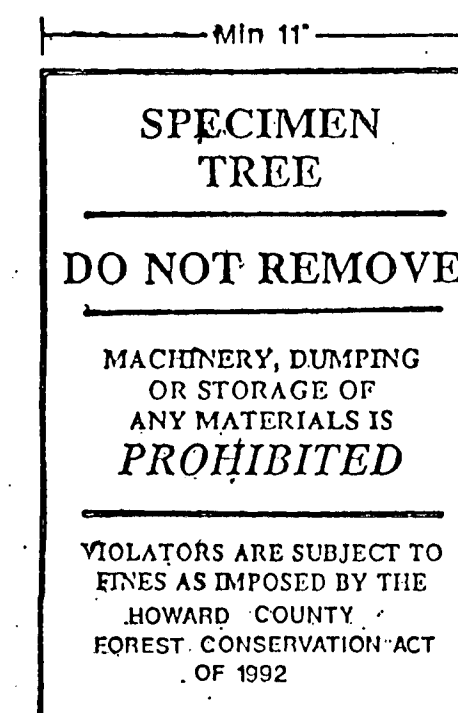 Min 11"
SPECIMEN
TREE
DO NOT REMOVE
MACHINERY, DUMPING
OR STORAGE OF
ANY MATERIALS IS
PROHIBITED
VIOLATORS ARE SUBJECT TO
FINES AS IMPOSED BY THE
HOWARD COUNTY
FOREST CONSERVATION ACT
OF 1992